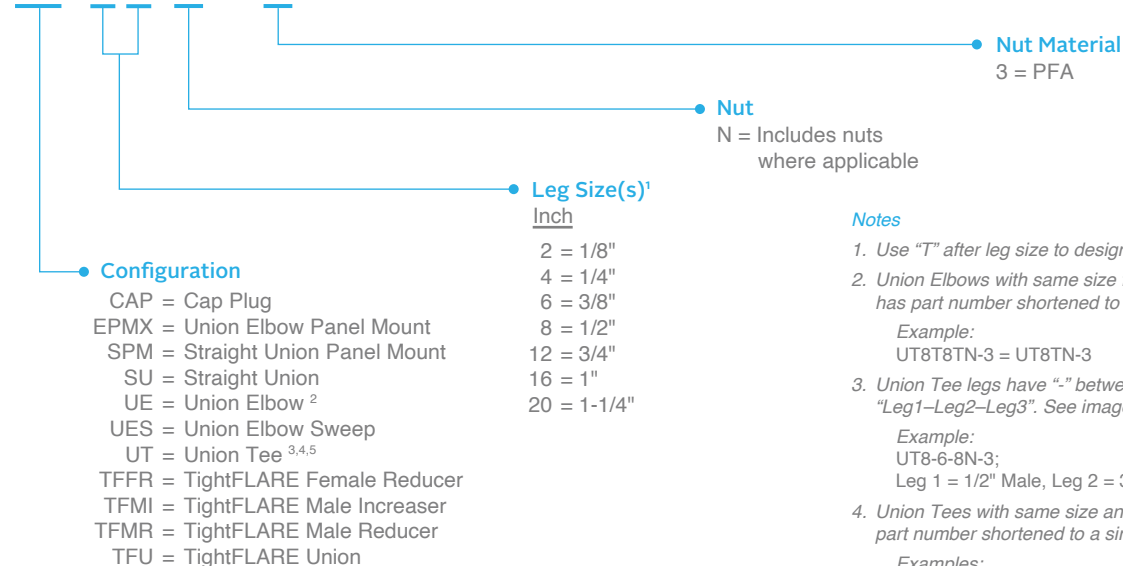 Nut Material
3 = PFA
Nut
N = Includes nuts
where applicable
Leg Size(s)¹
Inch
2 = 1/8"
4 = 1/4"
6 = 3/8"
8 = 1/2"
12 = 3/4"
16 = 1"
20 = 1-1/4"
Configuration
CAP = Cap Plug
EPMX = Union Elbow Panel Mount
SPM = Straight Union Panel Mount
SU = Straight Union
UE = Union Elbow ²
UES = Union Elbow Sweep
UT = Union Tee ³,⁴,⁵
TFFR = TightFLARE Female Reducer
TFMI = TightFLARE Male Increaser
TFMR = TightFLARE Male Reducer
TFU = TightFLARE Union
Notes
1. Use “T” after leg size to
2. Union Elbows with same size
has part number shortened to
Example:
UT8T8TN-3 = UT8TN-3
3. Union Tee legs have “-”
“Leg1–Leg2–Leg3”. See
Example:
UT8-6-8N-3;
Leg 1 = 1/2" Male, Leg 2 =
4. Union Tees with same size
part number shortened to a
Examples: